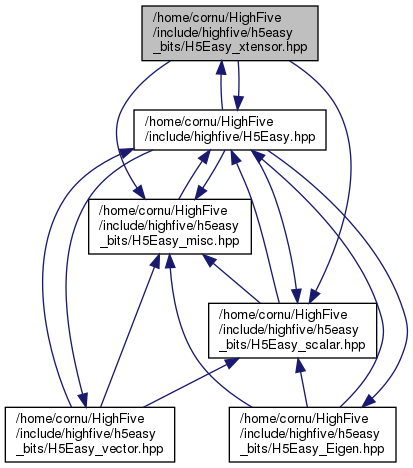 /home/cornu/HighFive
/include/highfive/h5easy
_bits/H5Easy_xtensor.hpp
/home/cornu/HighFive
/include/highfive/H5Easy.hpp
/home/cornu/HighFive
/include/highfive/h5easy
_bits/H5Easy_misc.hpp
/home/cornu/HighFive
/include/highfive/h5easy
_bits/H5Easy_scalar.hpp
/home/cornu/HighFive
/include/highfive/h5easy
_bits/H5Easy_vector.hpp
/home/cornu/HighFive
/include/highfive/h5easy
_bits/H5Easy_Eigen.hpp